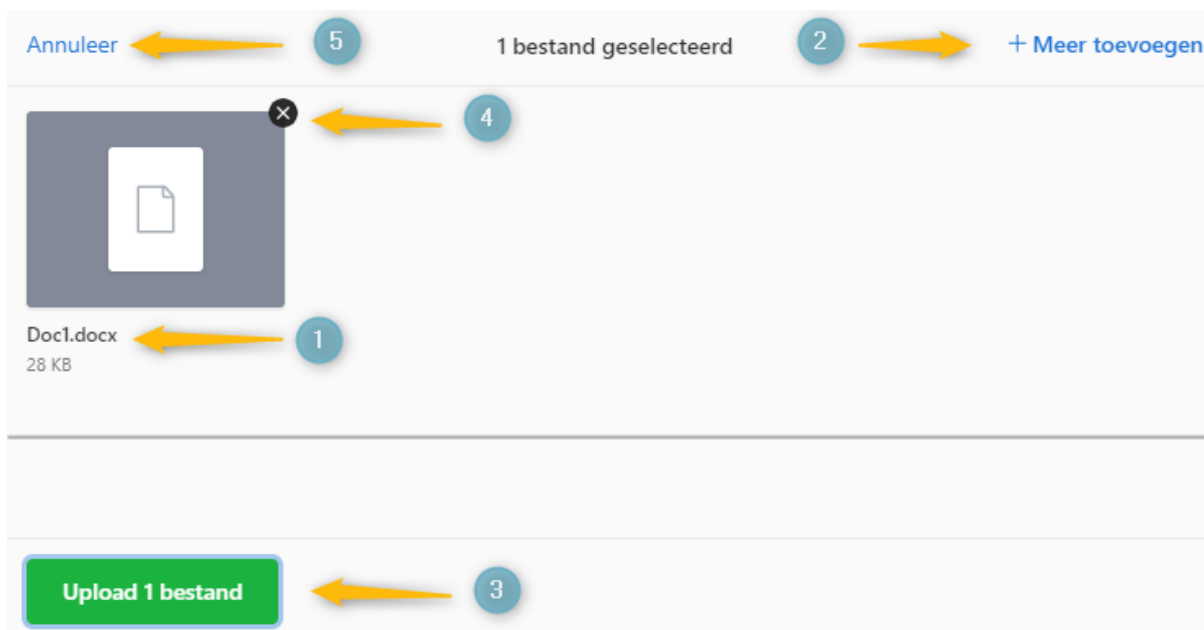 Annuleer 5 1 bestand geselecteerd 2 + Meer toevoegen
4
Doc1.docx 1
28 KB
Upload 1 bestand 3